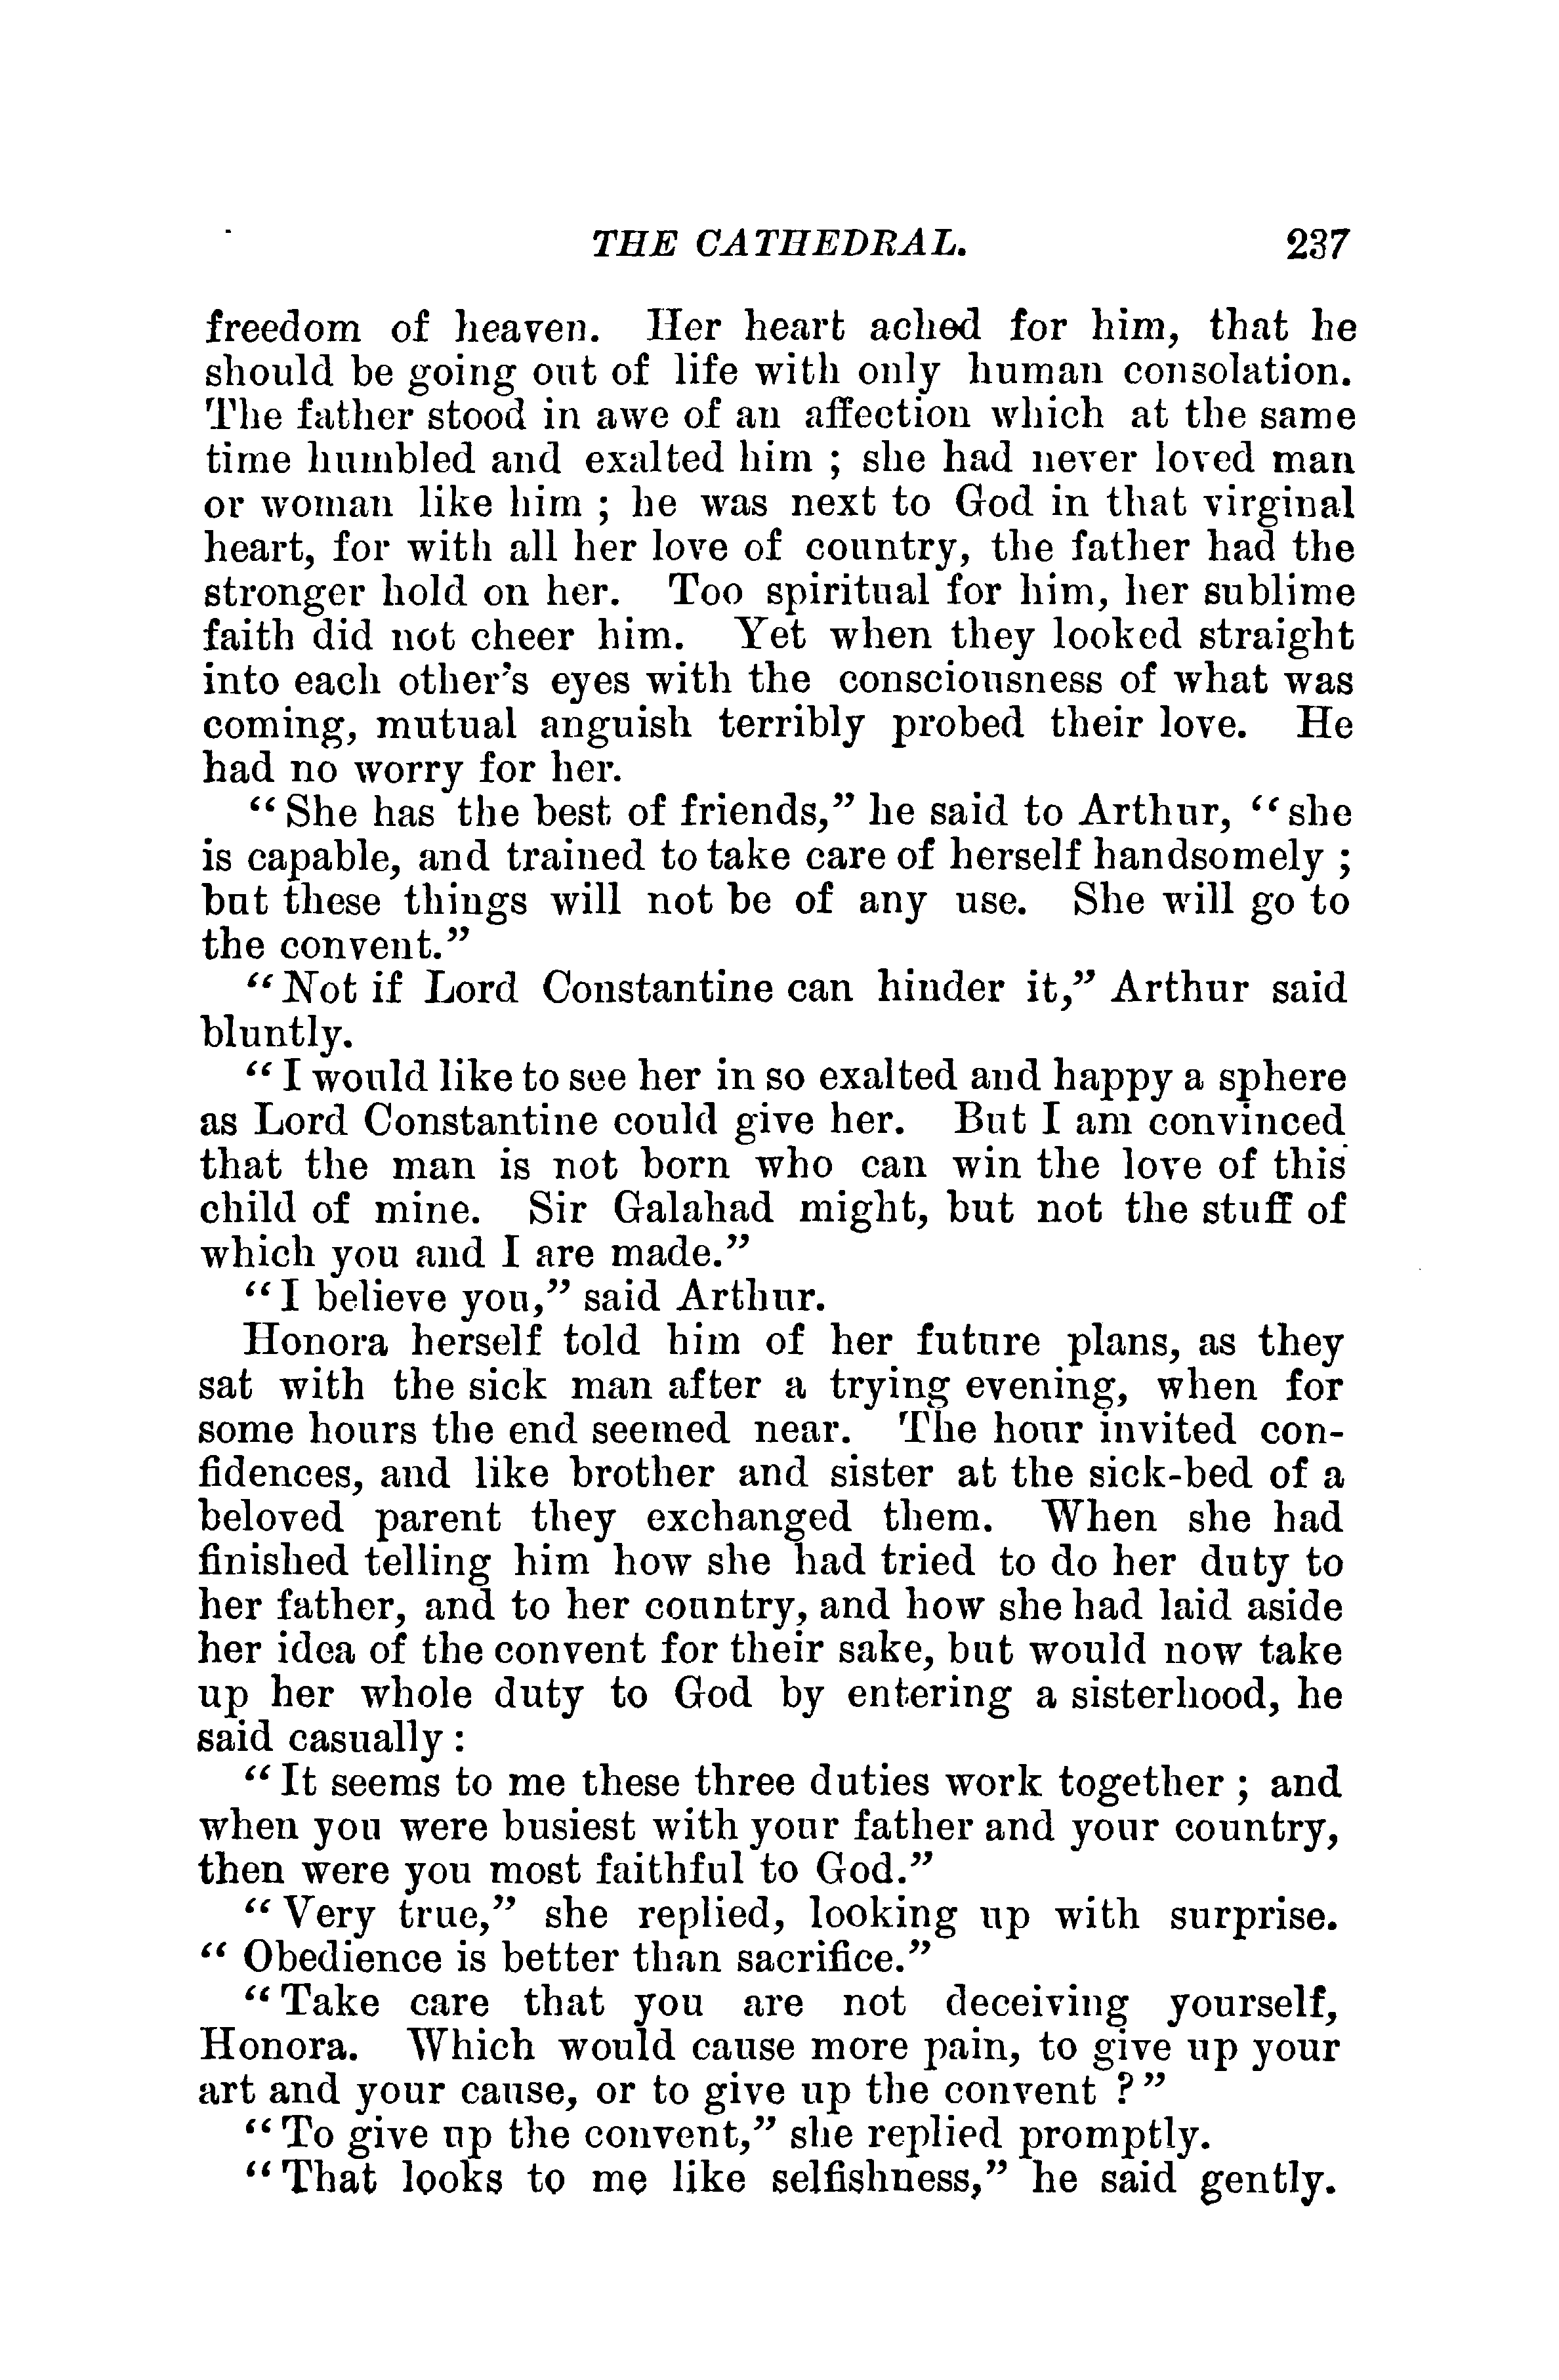 THE CATHEDRAL. 237
freedom of heaven. Her heart ached for him, that he
should be going out of life with only human consolation.
The father stood in awe of an affection which at the same
time humbled and exalted him ; she had never loved man
or woman like him ; he was next to God in that virginal
heart, for with all her love of country, the father had the
stronger hold on her. Too spiritual for him, her sublime
faith did not cheer him. Yet when they looked straight
into each other's eyes with the consciousness of what was
coming, mutual anguish terribly probed their love. He
had no worry for her.
“ She has the best of friends,” he said to Arthur, “ she
is capable, and trained to take care of herself handsomely ;
but these things will not be of any use. She will go to
the convent.”
“ Not if Lord Constantine can hinder it,” Arthur said
bluntly.
“ I would like to see her in so exalted and happy a sphere
as Lord Constantine could give her. But I am convinced
that the man is not born who can win the love of this
child of mine. Sir Galahad might, but not the stuff of
which you and I are made.”
“ I believe you,” said Arthur.
Honora herself told him of her future plans, as they
sat with the sick man after a trying evening, when for
some hours the end seemed near. The hour invited con-
fidences, and like brother and sister at the sick-bed of a
beloved parent they exchanged them. When she had
finished telling him how she had tried to do her duty to
her father, and to her country, and how she had laid aside
her idea of the convent for their sake, but would now take
up her whole duty to God by entering a sisterhood, he
said casually :
“ It seems to me these three duties work together ; and
when you were busiest with your father and your country,
then were you most faithful to God.”
“ Very true,” she replied, looking up with surprise.
“ Obedience is better than sacrifice.”
“ Take care that you are not deceiving yourself,
Honora. Which would cause more pain, to give up your
art and your cause, or to give up the convent ? ”
“ To give up the convent,” she replied promptly.
“ That looks to me like selfishness,” he said gently.